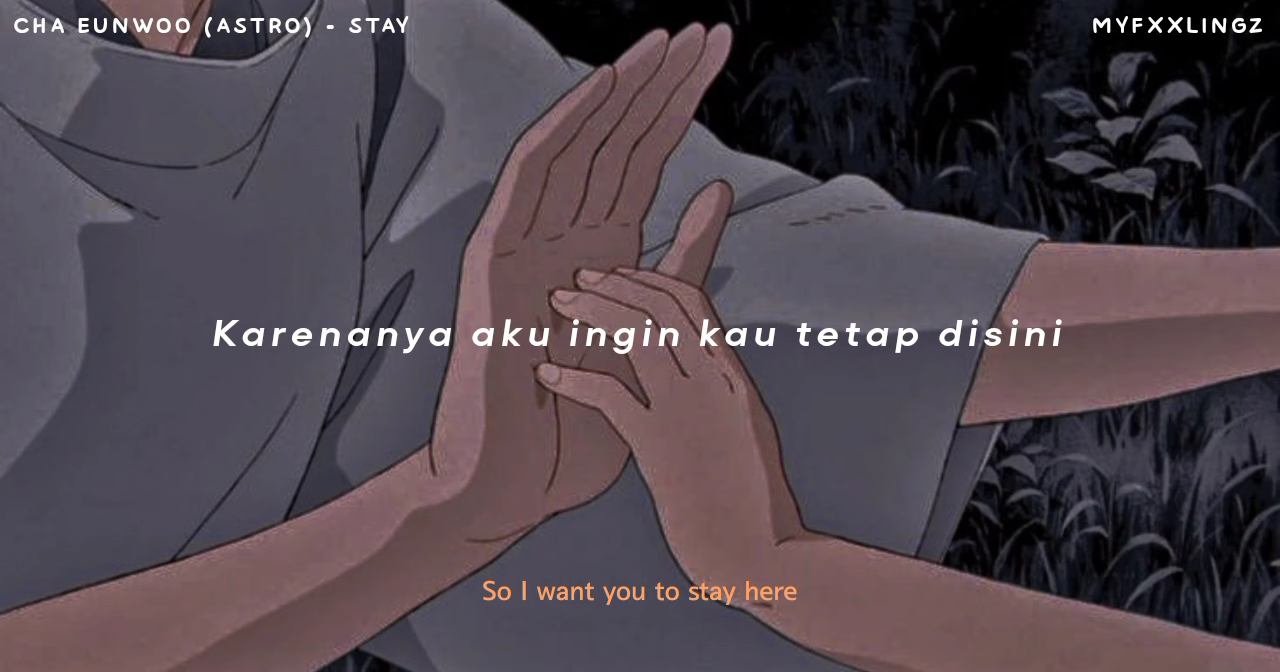 CHA EUNWOO (ASTRO) - STAY
MYFXXLINGZ
Karenanya aku ingin kau tetap disini
So I want you to stay here